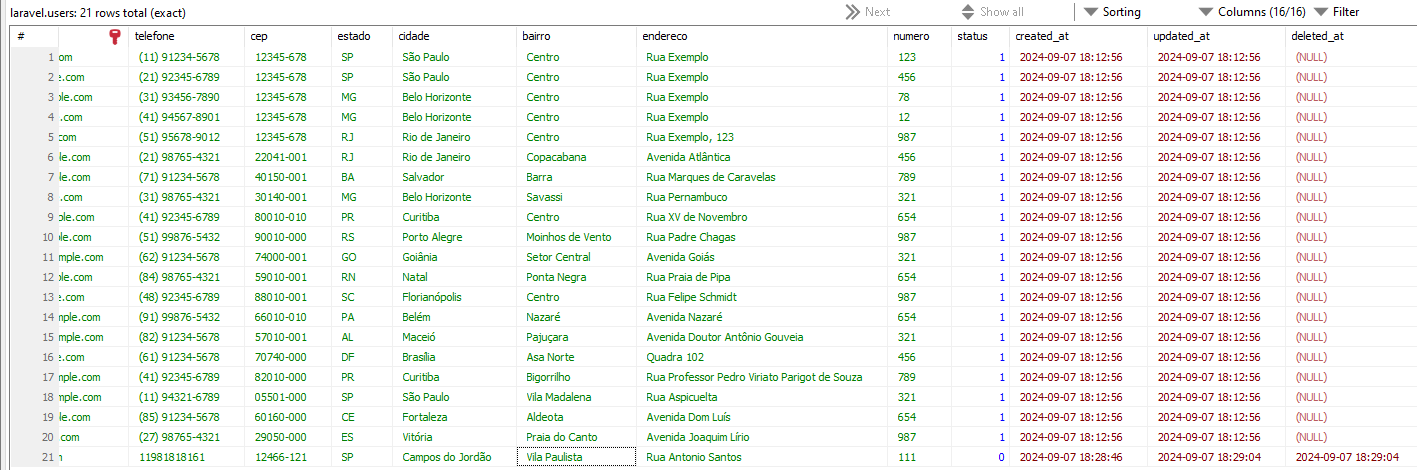 laravel.users: 21 rows total (exact) Next Show all Sorting Columns (16/16) Filter
# telefone cep estado cidade bairro endereco numero status created_at updated_at deleted_at
1 om (11) 91234-5678 12345-678 SP São Paulo Centro Rua Exemplo 123 1 2024-09-07 18:12:56 2024-09-07 18:12:56 (NULL)
2 e.com (21) 92345-6789 12345-678 SP São Paulo Centro Rua Exemplo 456 1 2024-09-07 18:12:56 2024-09-07 18:12:56 (NULL)
3 mple.com (31) 93456-7890 12345-678 MG Belo Horizonte Centro Rua Exemplo 78 1 2024-09-07 18:12:56 2024-09-07 18:12:56 (NULL)
4 .com (41) 94567-8901 12345-678 MG Belo Horizonte Centro Rua Exemplo 12 1 2024-09-07 18:12:56 2024-09-07 18:12:56 (NULL)
5 com (51) 95678-9012 12345-678 RJ Rio de Janeiro Centro Rua Exemplo, 123 987 1 2024-09-07 18:12:56 2024-09-07 18:12:56 (NULL)
6 le.com (21) 98765-4321 22041-001 RJ Rio de Janeiro Copacabana Avenida Atlântica 456 1 2024-09-07 18:12:56 2024-09-07 18:12:56 (NULL)
7 le.com (71) 91234-5678 40150-001 BA Salvador Barra Rua Marques de Caravelas 789 1 2024-09-07 18:12:56 2024-09-07 18:12:56 (NULL)
8 e.com (31) 98765-4321 30140-001 MG Belo Horizonte Savassi Rua Pernambuco 321 1 2024-09-07 18:12:56 2024-09-07 18:12:56 (NULL)
9 ple.com (41) 92345-6789 80010-010 PR Curitiba Centro Rua XV de Novembro 654 1 2024-09-07 18:12:56 2024-09-07 18:12:56 (NULL)
10 ple.com (51) 99876-5432 90010-000 RS Porto Alegre Moinhos de Vento Rua Padre Chagas 987 1 2024-09-07 18:12:56 2024-09-07 18:12:56 (NULL)
11 mple.com (62) 91234-5678 74000-001 GO Goiânia Setor Central Avenida Goiás 321 1 2024-09-07 18:12:56 2024-09-07 18:12:56 (NULL)
12 ple.com (84) 98765-4321 59010-001 RN Natal Ponta Negra Rua Praia de Pipa 654 1 2024-09-07 18:12:56 2024-09-07 18:12:56 (NULL)
13 e.com (48) 92345-6789 88010-001 SC Florianópolis Centro Rua Felipe Schmidt 987 1 2024-09-07 18:12:56 2024-09-07 18:12:56 (NULL)
14 mple.com (91) 99876-5432 66010-010 PA Belém Nazaré Avenida Nazaré 654 1 2024-09-07 18:12:56 2024-09-07 18:12:56 (NULL)
15 mple.com (82) 91234-5678 57010-001 AL Maceió Pajuçara Avenida Doutor Antônio Gouveia 321 1 2024-09-07 18:12:56 2024-09-07 18:12:56 (NULL)
16 le.com (61) 91234-5678 70740-000 DF Brasília Asa Norte Quadra 102 456 1 2024-09-07 18:12:56 2024-09-07 18:12:56 (NULL)
17 mple.com (41) 92345-6789 82010-000 PR Curitiba Bigorrilho Rua Professor Pedro Viriato Parigot de Souza 789 1 2024-09-07 18:12:56 2024-09-07 18:12:56 (NULL)
18 mple.com (11) 94321-6789 05501-000 SP São Paulo Vila Madalena Rua Aspicuelta 321 1 2024-09-07 18:12:56 2024-09-07 18:12:56 (NULL)
19 le.com (85) 91234-5678 60160-000 CE Fortaleza Aldeota Avenida Dom Luís 654 1 2024-09-07 18:12:56 2024-09-07 18:12:56 (NULL)
20 .com (27) 98765-4321 29050-000 ES Vitória Praia do Canto Avenida Joaquim Lírio 987 1 2024-09-07 18:12:56 2024-09-07 18:12:56 (NULL)
21 11981818161 12466-121 SP Campos do Jordão Vila Paulista Rua Antonio Santos 111 0 2024-09-07 18:28:46 2024-09-07 18:29:04 2024-09-07 18:29:04